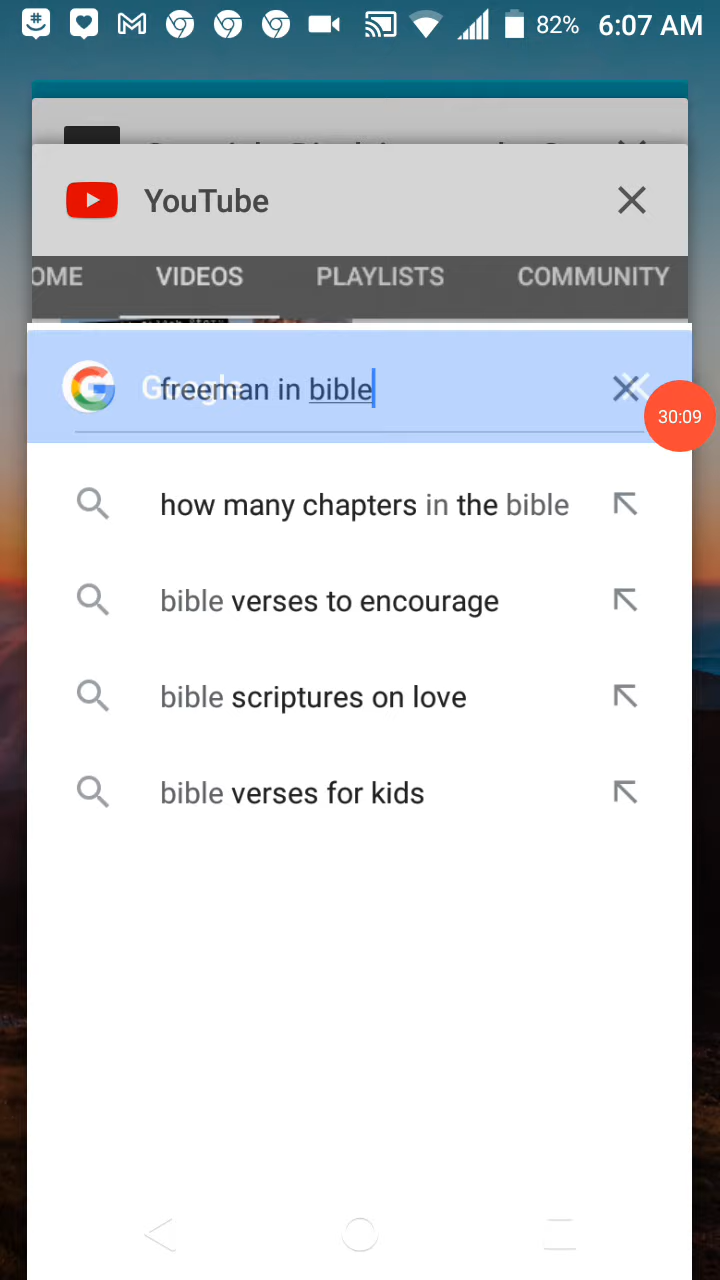 82% 6:07 AM
YouTube
OME VIDEOS PLAYLISTS COMMUNITY
Google
freeman in bible
30:09
how many chapters in the bible
bible verses to encourage
bible scriptures on love
bible verses for kids